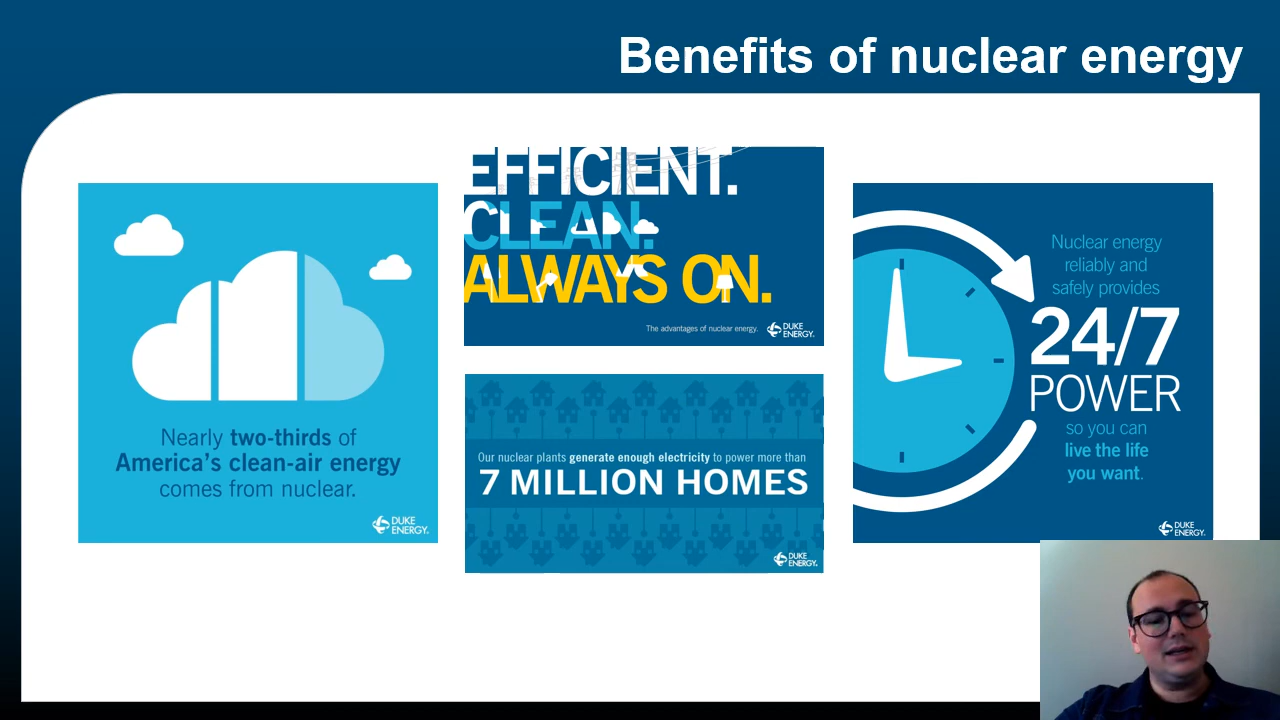 Benefits of nuclear energy
Nearly two-thirds of
America's clean-air energy
comes from nuclear.
DUKE
ENERGY.
EFFICIENT.
CLEAN.
ALWAYS ON.
The advantages of nuclear energy.
DUKE
ENERGY.
Our nuclear plants generate enough electricity to power more than
7 MILLION HOMES
DUKE
ENERGY.
Nuclear energy
reliably and
safely provides
24/7
POWER
so you can
live the life
you want.
DUKE
ENERGY.